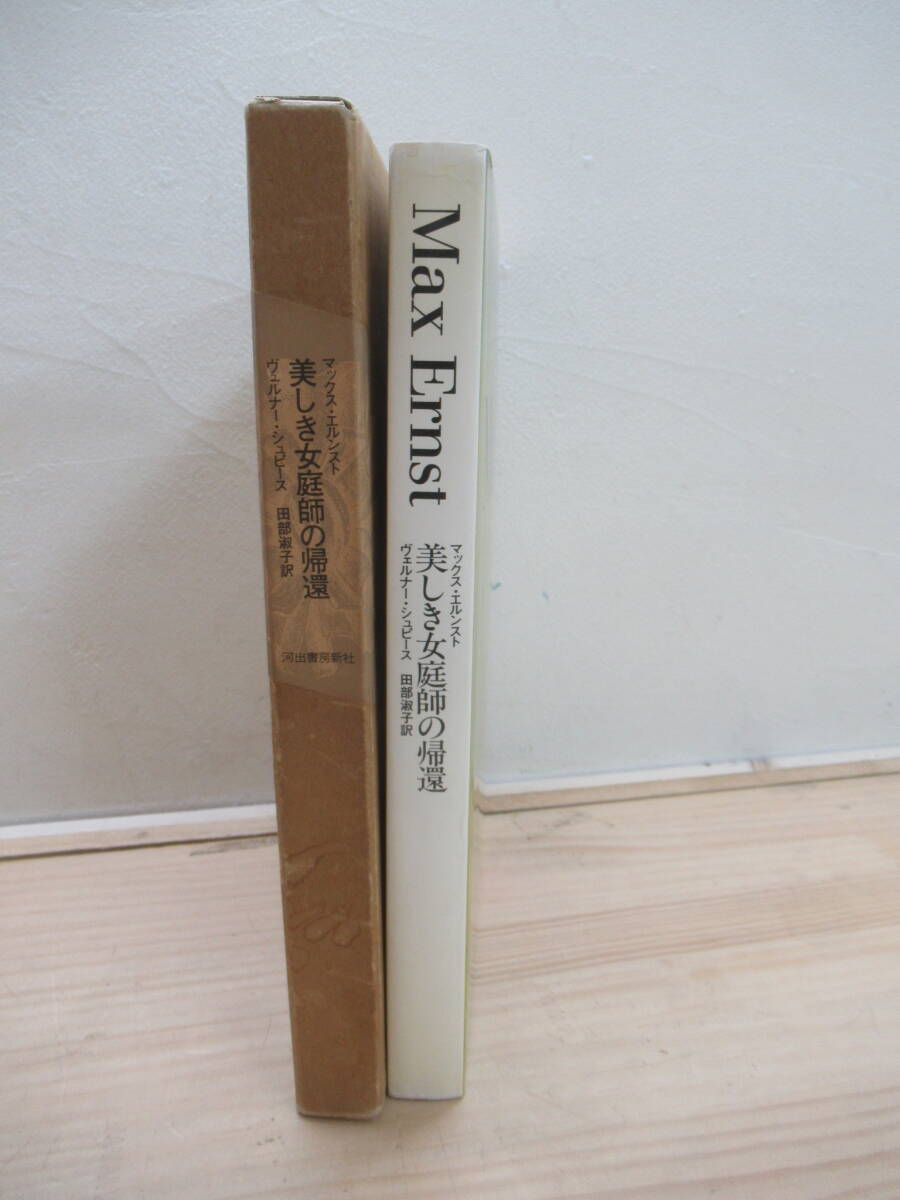 マックス・エルンスト
美しき女庭師の帰還
ヴェルナー・シュピース 田部淑子訳
河出書房新社
Max Ernst
マックス・エルンスト
美しき女庭師の帰還
ヴェルナー・シュピース 田部淑子訳